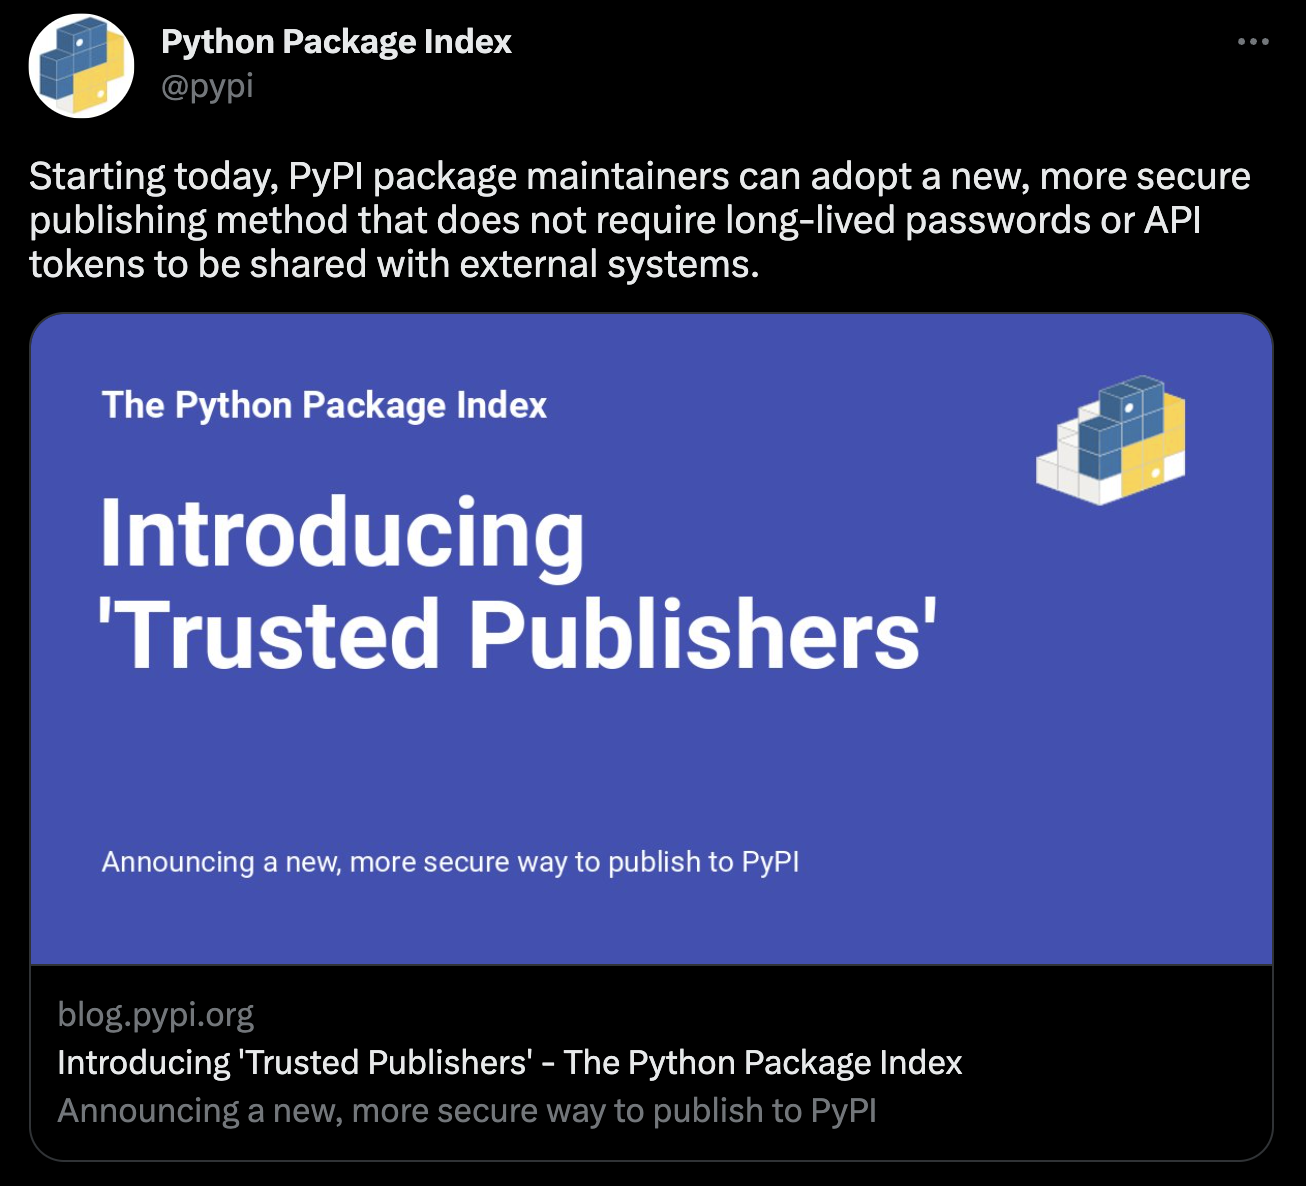 Python Package Index
@pypi
Starting today, PyPI package maintainers can adopt a new, more secure
publishing method that does not require long-lived passwords or API
tokens to be shared with external systems.
The Python Package Index
Introducing
'Trusted Publishers'
Announcing a new, more secure way to publish to PyPI
blog.pypi.org
Introducing 'Trusted Publishers' - The Python Package Index
Announcing a new, more secure way to publish to PyPI